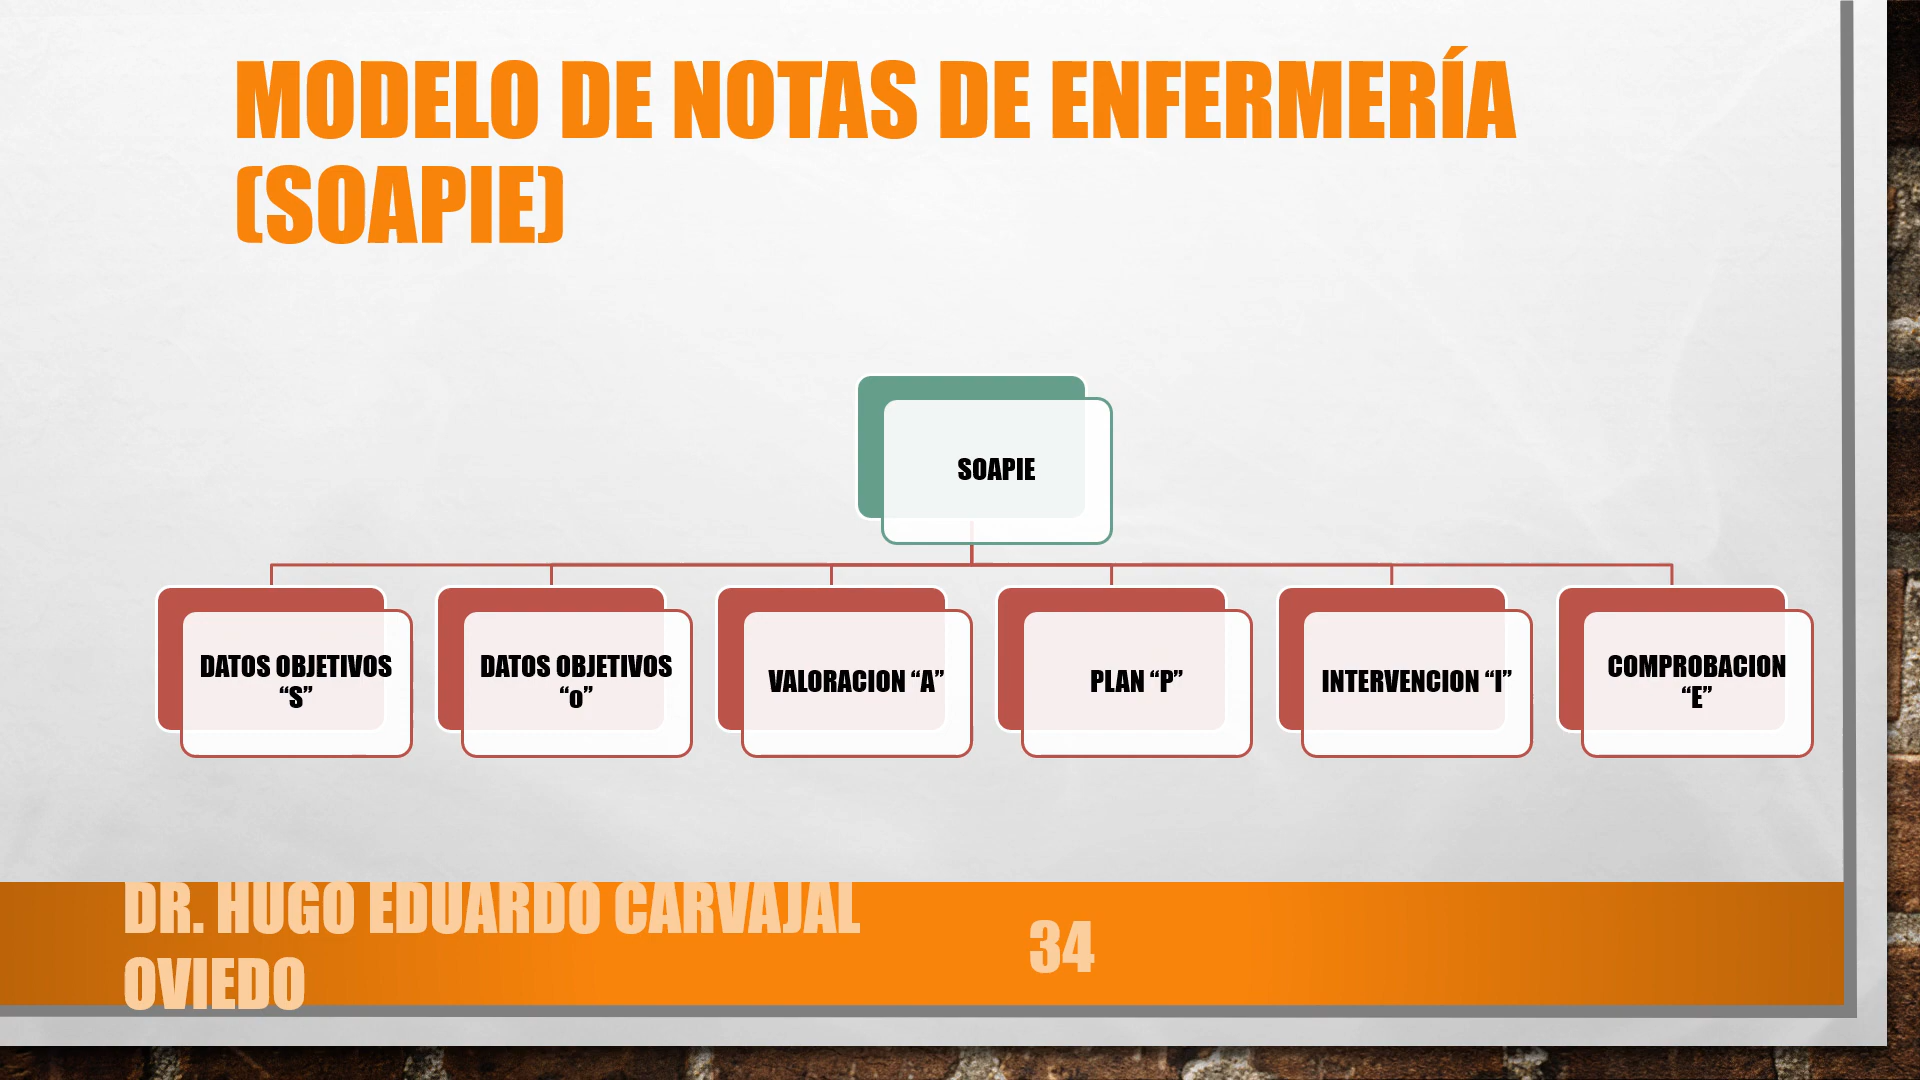 MODELO DE NOTAS DE ENFERMERÍA
(SOAPIE)
SOAPIE
DATOS OBJETIVOS
“S”
DATOS OBJETIVOS
“o”
VALORACION “A”
PLAN “P”
INTERVENCION “I”
COMPROBACION
“E”
DR. HUGO EDUARDO CARVAJAL
OVIEDO
34